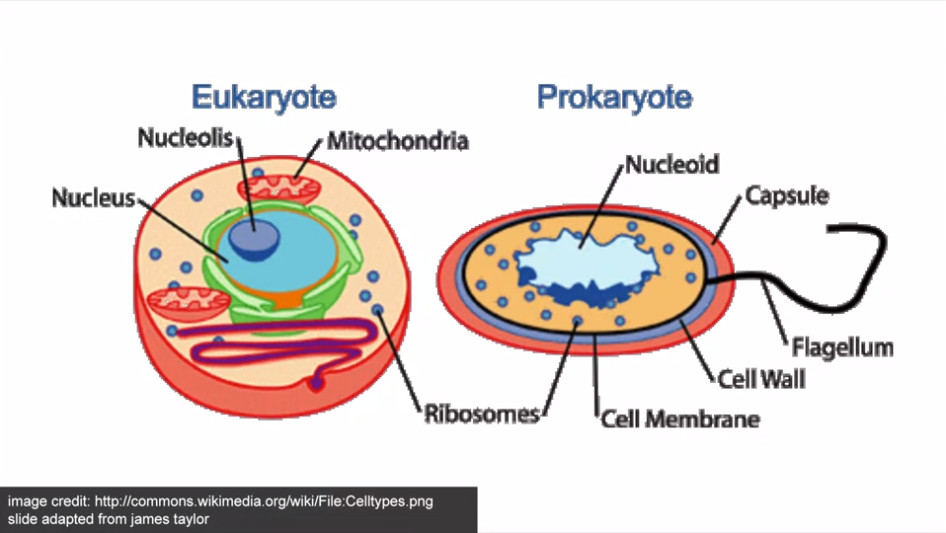 Eukaryote
Prokaryote
Nucleolis
Mitochondria
Nucleus
Nucleoid
Capsule
Flagellum
Cell Wall
Ribosomes
Cell Membrane
image credit: http://commons.wikimedia.org/wiki/File:Celltypes.png
slide adapted from james taylor